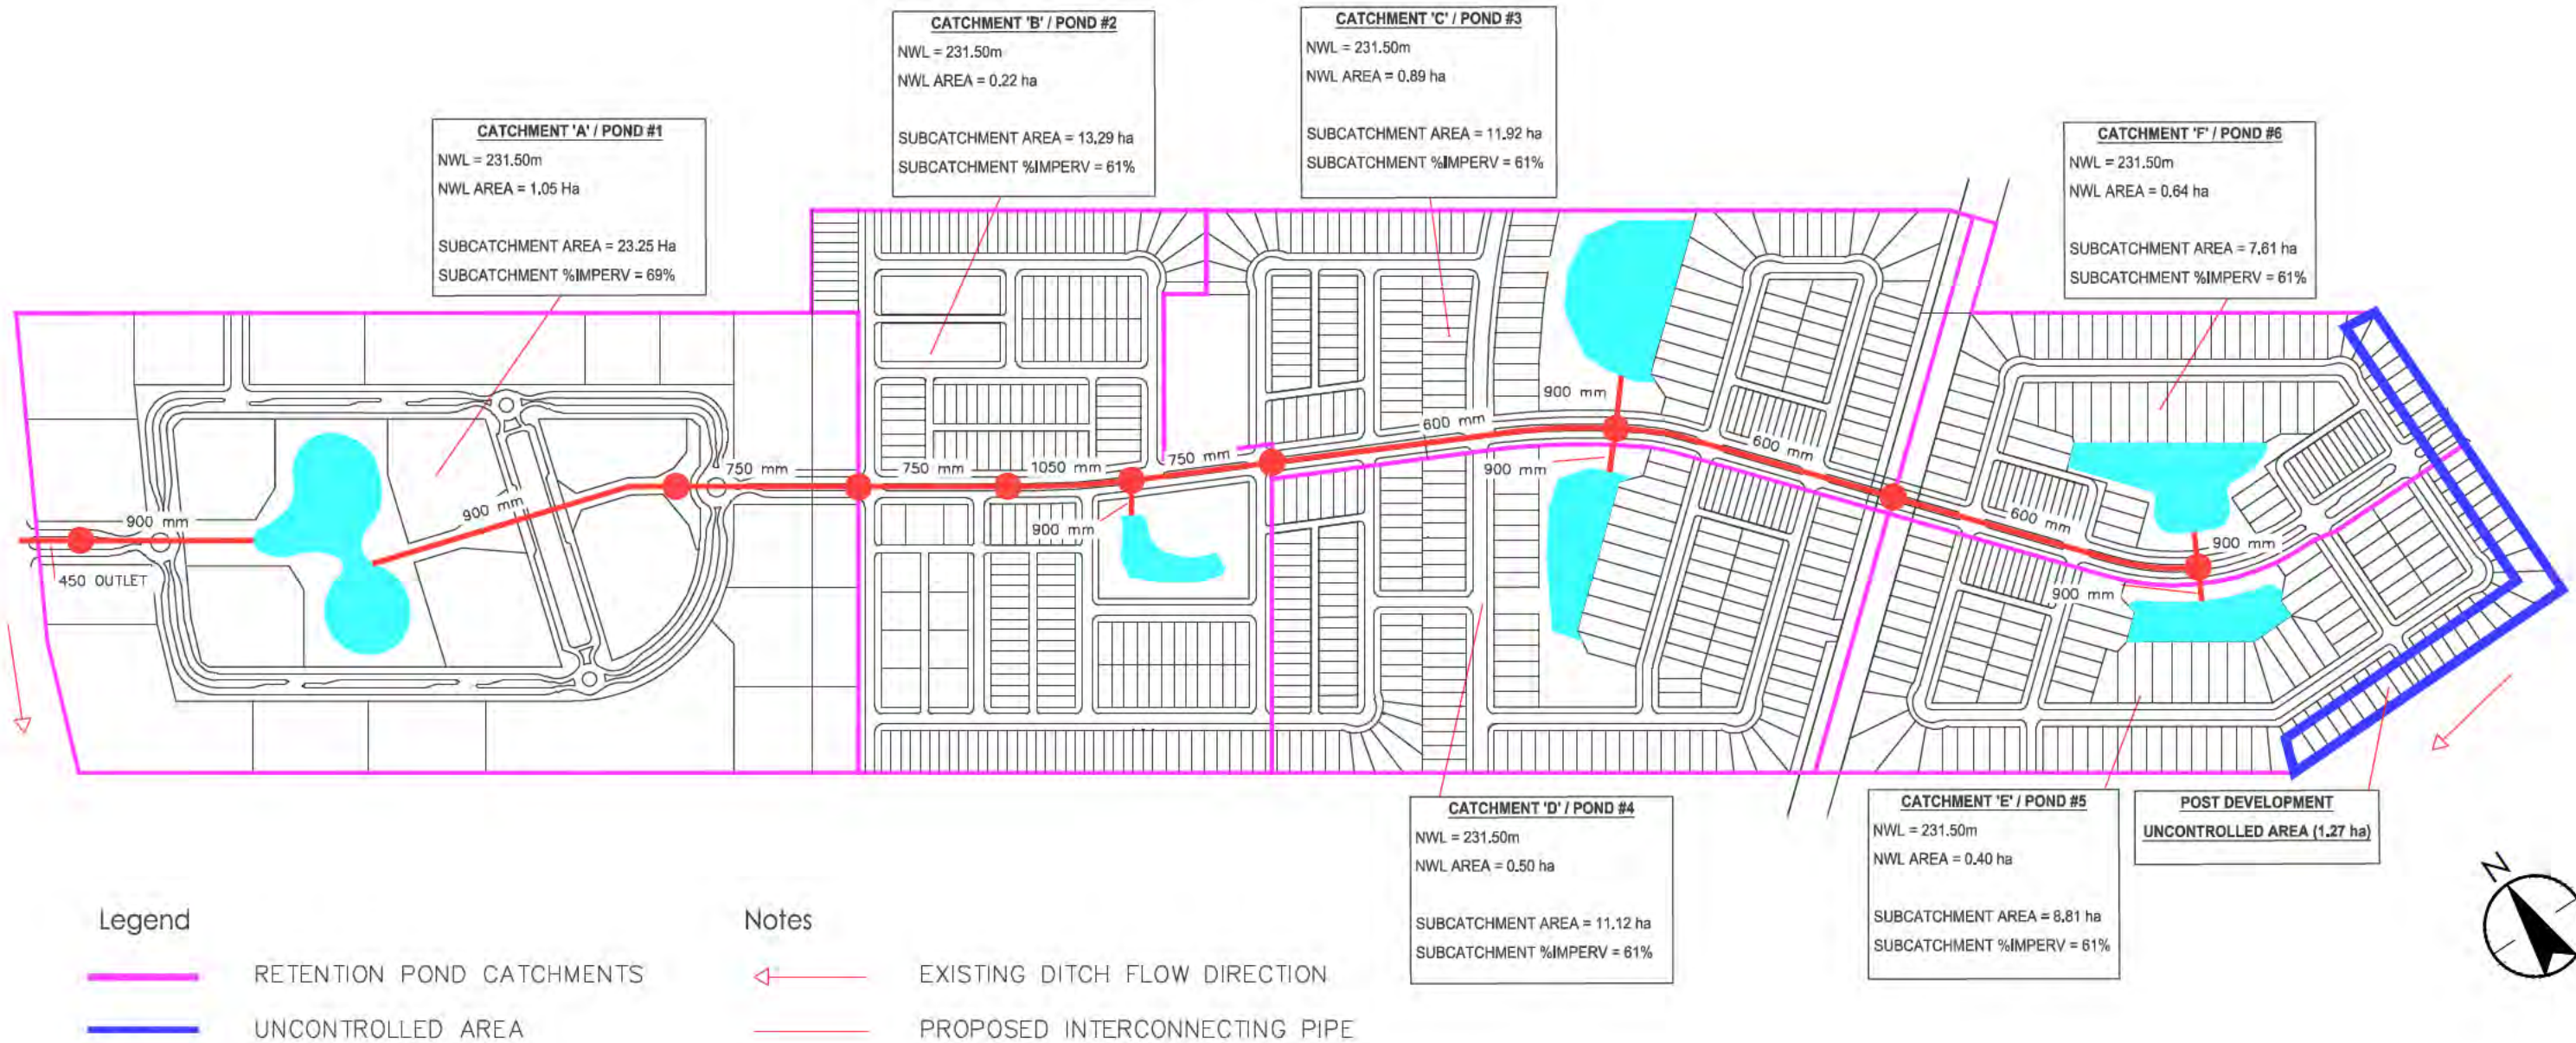 CATCHMENT 'B' / POND #2
NWL = 231.50m
NWL AREA = 0.22 ha
SUBCATCHMENT AREA = 13.29 ha
SUBCATCHMENT %IMPERV = 61%
CATCHMENT 'C' / POND #3
NWL = 231.50m
NWL AREA = 0.89 ha
SUBCATCHMENT AREA = 11.92 ha
SUBCATCHMENT %IMPERV = 61%
CATCHMENT 'A' / POND #1
NWL = 231.50m
NWL AREA = 1.05 Ha
SUBCATCHMENT AREA = 23.25 Ha
SUBCATCHMENT %IMPERV = 69%
CATCHMENT 'F' / POND #6
NWL = 231.50m
NWL AREA = 0.64 ha
SUBCATCHMENT AREA = 7.61 ha
SUBCATCHMENT %IMPERV = 61%
900 mm
450 OUTLET
900 mm
750 mm
750 mm
1050 mm
900 mm
750 mm
600 mm
900 mm
900 mm
600 mm
600 mm
900 mm
900 mm
CATCHMENT 'D' / POND #4
NWL = 231.50m
NWL AREA = 0.50 ha
SUBCATCHMENT AREA = 11.12 ha
SUBCATCHMENT %IMPERV = 61%
CATCHMENT 'E' / POND #5
NWL = 231.50m
NWL AREA = 0.40 ha
SUBCATCHMENT AREA = 8.81 ha
SUBCATCHMENT %IMPERV = 61%
POST DEVELOPMENT
UNCONTROLLED AREA (1.27 ha)
N
Legend
RETENTION POND CATCHMENTS
UNCONTROLLED AREA
Notes
EXISTING DITCH FLOW DIRECTION
PROPOSED INTERCONNECTING PIPE